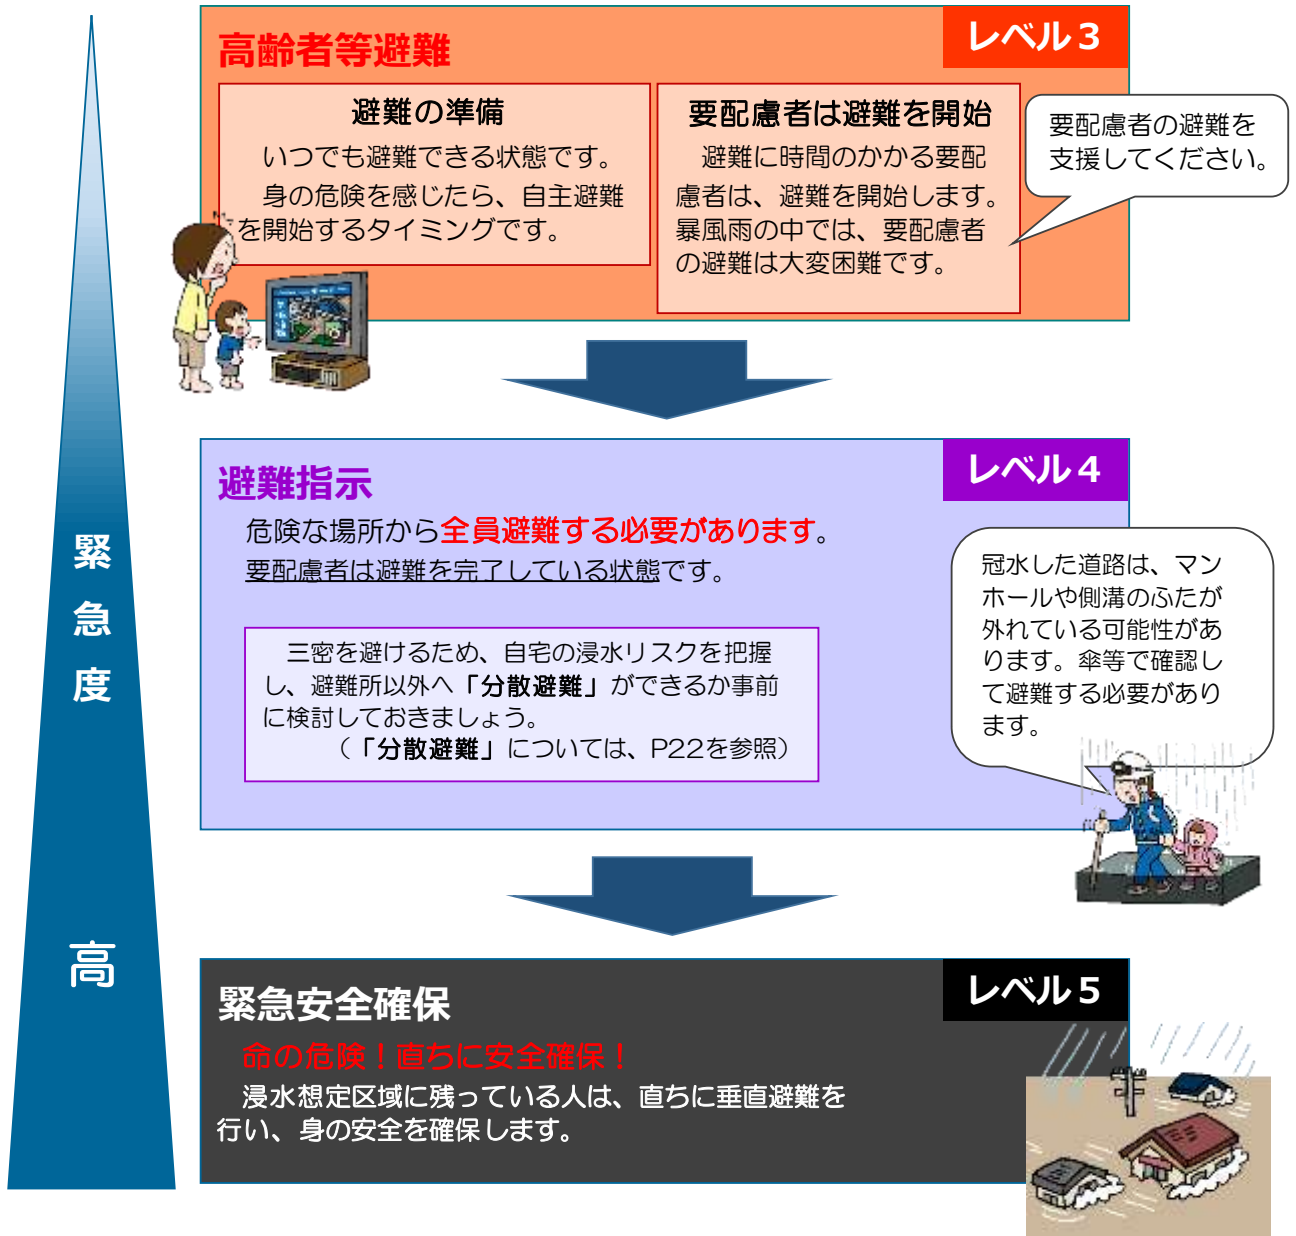 高齢者等避難
レベル3
避難の準備
いつでも避難できる状態です。
身の危険を感じたら、自主避難
を開始するタイミングです。
要配慮者は避難を開始
避難に時間のかかる要配
慮者は、避難を開始します。
暴風雨の中では、要配慮者
の避難は大変困難です。
要配慮者の避難を
支援してください。
避難指示
レベル4
危険な場所から全員避難する必要があります。
要配慮者は避難を完了している状態です。
三密を避けるため、自宅の浸水リスクを把握
し、避難所以外へ「分散避難」ができるか事前
に検討しておきましょう。
(「分散避難」については、P22を参照)
冠水した道路は、マン
ホールや側溝のふたが
外れている可能性があ
ります。傘等で確認し
て避難する必要があり
ます。
緊急安全確保
レベル5
命の危険!直ちに安全確保!
浸水想定区域に残っている人は、直ちに垂直避難を
行い、身の安全を確保します。
緊
急
度
高